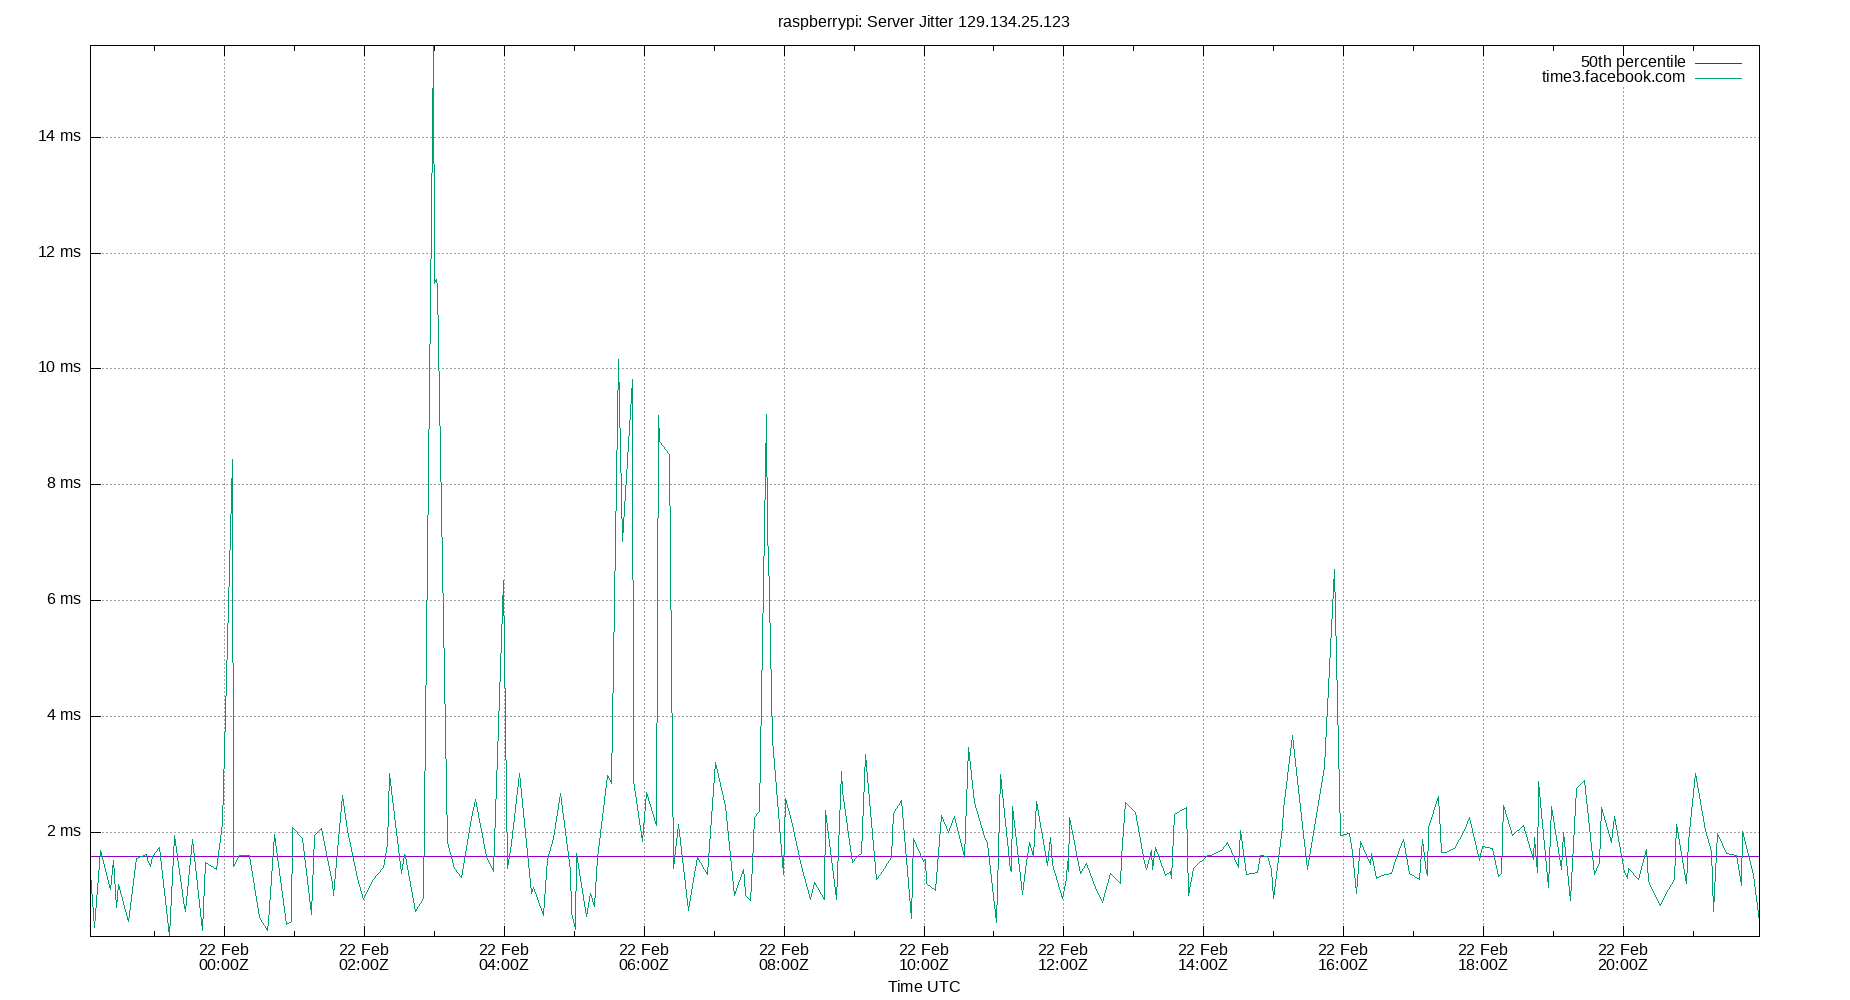 raspberrypi: Server Jitter 129.134.25.123
50th percentile
time3.facebook.com
14 ms
12 ms
10 ms
8 ms
6 ms
4 ms
2 ms
22 Feb 22 Feb 22 Feb 22 Feb 22 Feb 22 Feb 22 Feb 22 Feb 22 Feb 22 Feb 22 Feb
00:00Z 02:00Z 04:00Z 06:00Z 08:00Z 10:00Z 12:00Z 14:00Z 16:00Z 18:00Z 20:00Z
Time UTC